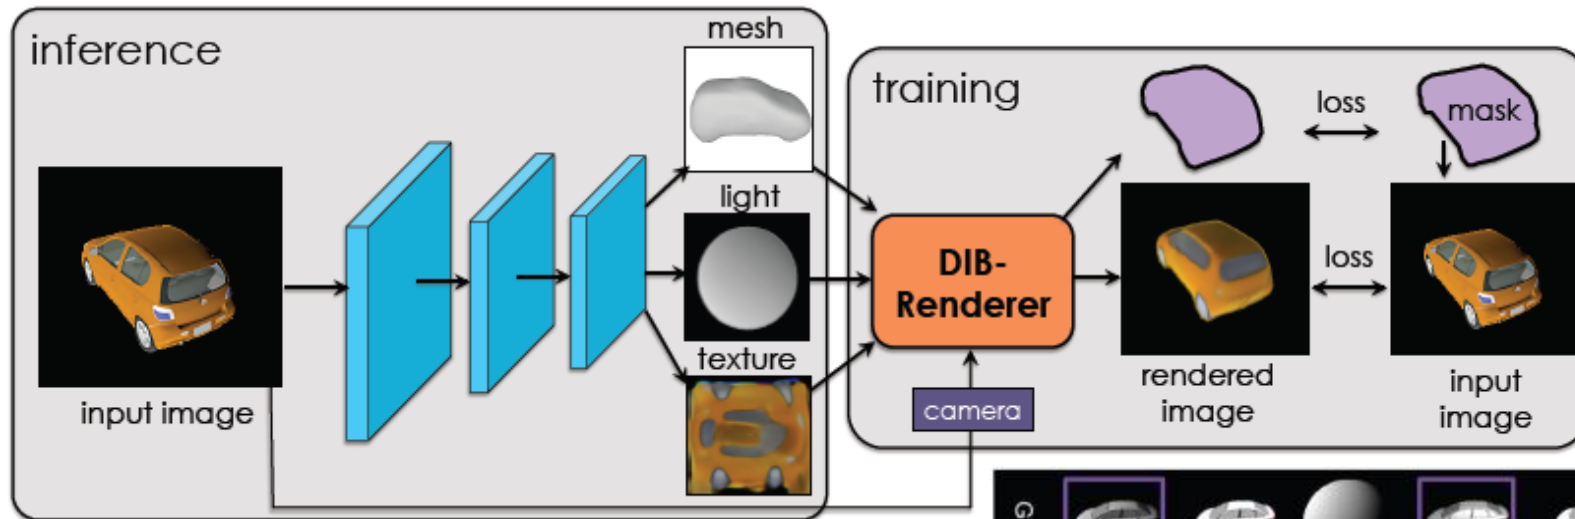 inference
mesh
light
texture
input image
training
loss
mask
DIB-
Renderer
loss
camera
rendered
image
input
image
G